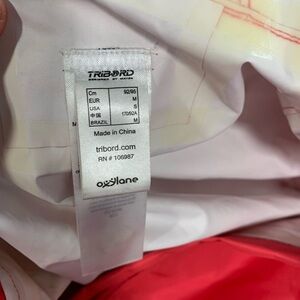 TRIBORD
Cm 92/96
EUR M
USA S
中国 170/92A
BRAZIL M
Made in China
tribord.com
RN # 106987
oxylane